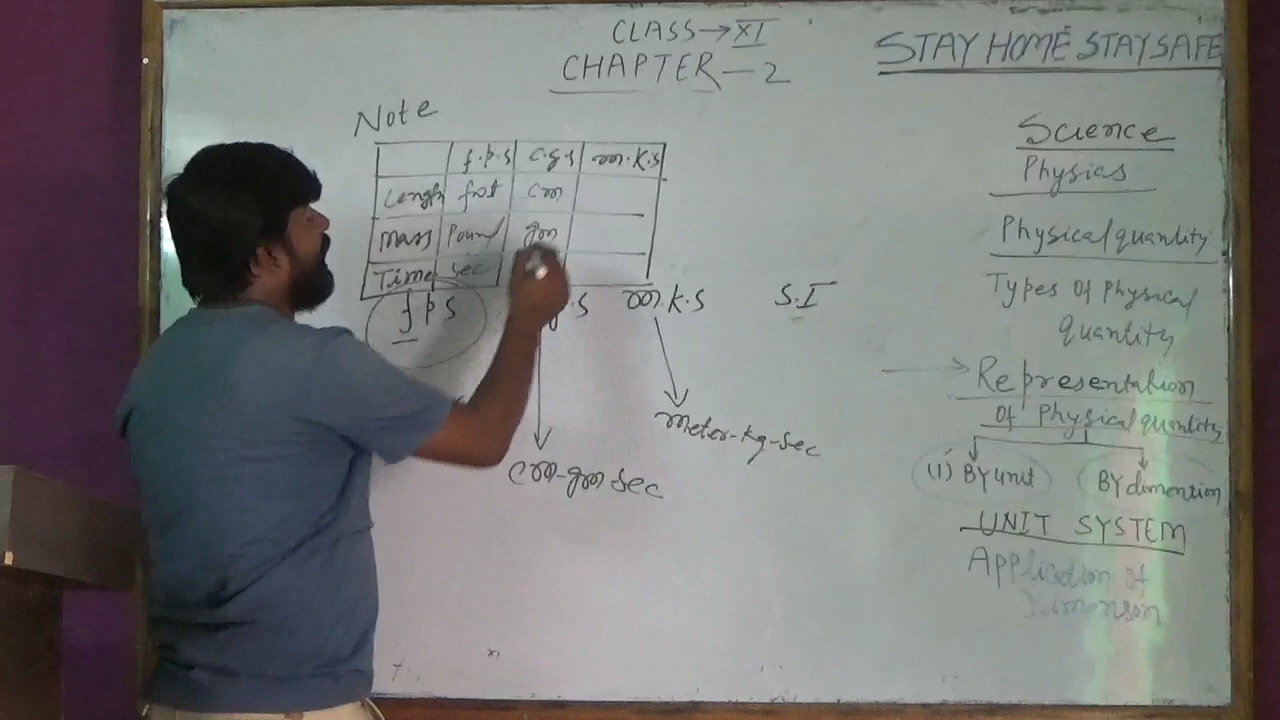 CLASS → XI
CHAPTER - 2
STAY HOME STAY SAFE
Note
f.p.s c.g.s m.k.s
Length foot cm
Mass Pound gm
Time sec
f p s .s m.k.s S.I
Meter-kg-sec
cm-gm sec
Science
Physics
Physical quantity
Types Of Physical
quantity
→ Representation
Of Physical quantity
(i) BY unit BY dimention
UNIT SYSTEM
Application of